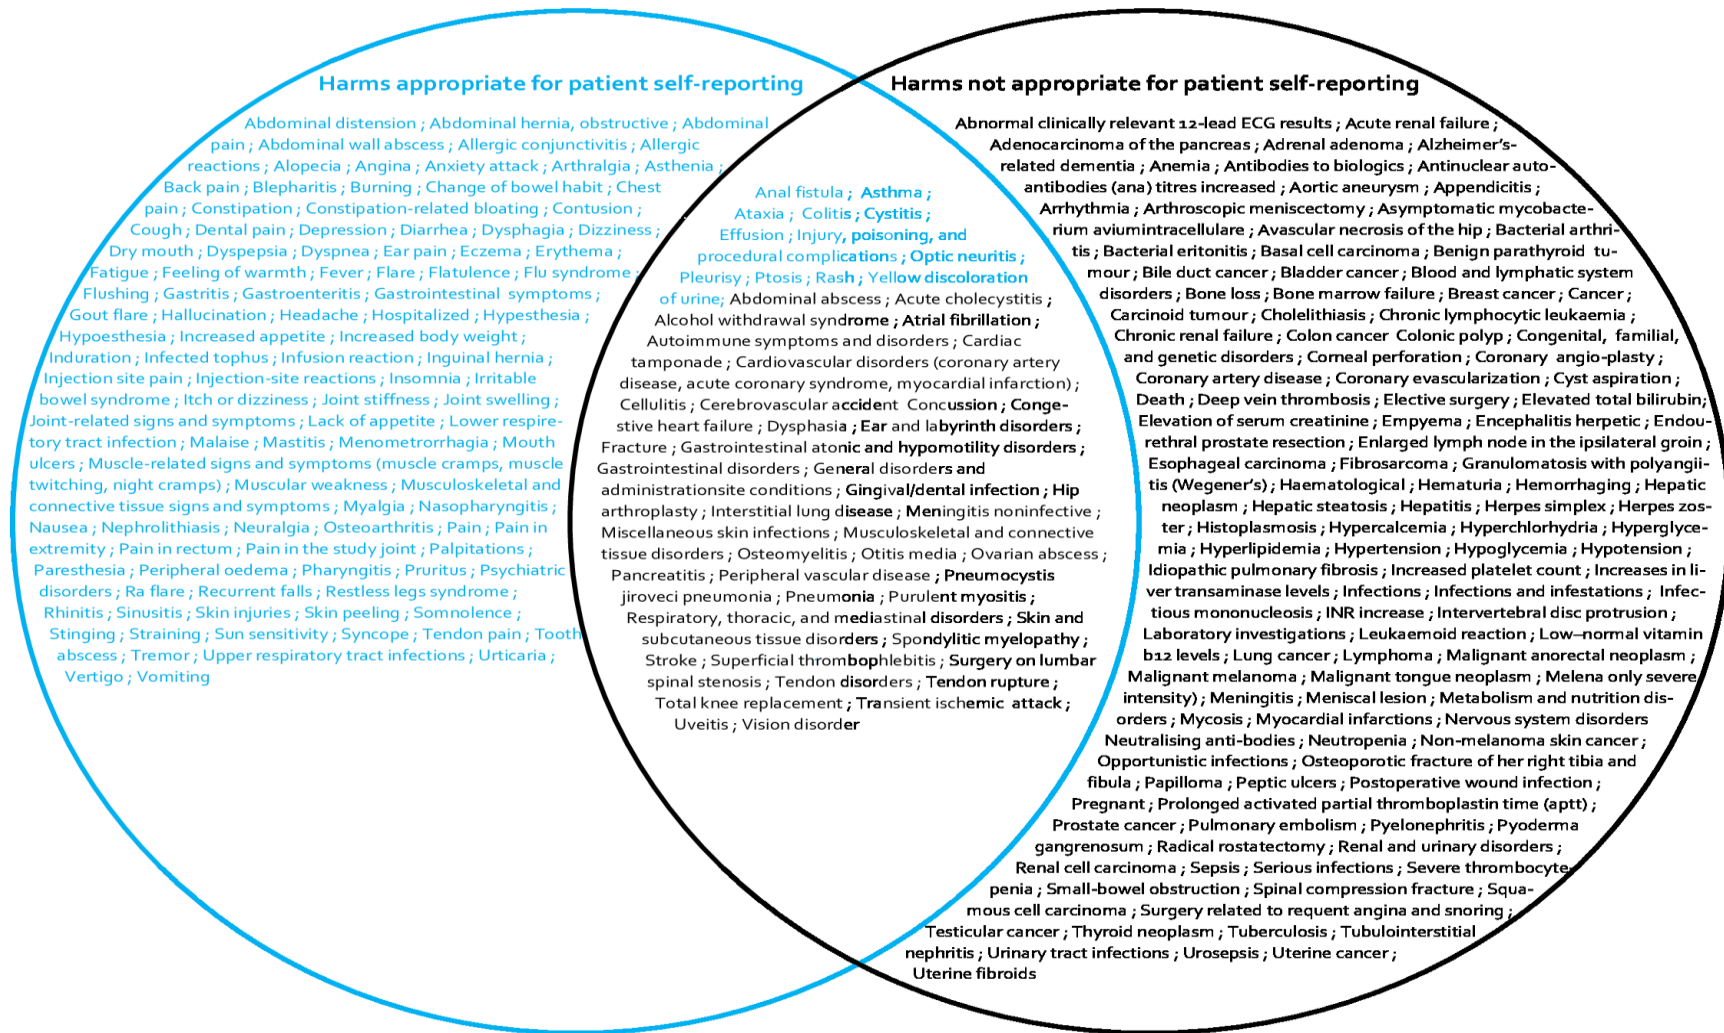 Harms appropriate for patient self-reporting
Abdominal distension ; Abdominal hernia, obstructive ; Abdominal
pain ; Abdominal wall abscess ; Allergic conjunctivitis ; Allergic
reactions ; Alopecia ; Angina ; Anxiety attack ; Arthralgia ; Asthenia ;
Back pain ; Blepharitis ; Burning ; Change of bowel habit ; Chest
pain ; Constipation ; Constipation-related bloating ; Contusion ;
Cough ; Dental pain ; Depression ; Diarrhea ; Dysphagia ; Dizziness ;
Dry mouth ; Dyspepsia ; Dyspnea ; Ear pain ; Eczema ; Erythema ;
Fatigue ; Feeling of warmth ; Fever ; Flare ; Flatulence ; Flu syndrome ;
Flushing ; Gastritis ; Gastroenteritis ; Gastrointestinal symptoms ;
Gout flare ; Hallucination ; Headache ; Hospitalized ; Hypesthesia ;
Hypoesthesia ; Increased appetite ; Increased body weight ;
Induration ; Infected tophus ; Infusion reaction ; Inguinal hernia ;
Injection site pain ; Injection-site reactions ; Insomnia ; Irritable
bowel syndrome ; Itch or dizziness ; Joint stiffness ; Joint swelling ;
Joint-related signs and symptoms ; Lack of appetite ; Lower respire-
tory tract infection ; Malaise ; Mastitis ; Menometrorrhagia ; Mouth
ulcers ; Muscle-related signs and symptoms (muscle cramps, muscle
twitching, night cramps) ; Muscular weakness ; Musculoskeletal and
connective tissue signs and symptoms ; Myalgia ; Nasopharyngitis ;
Nausea ; Nephrolithiasis ; Neuralgia ; Osteoarthritis ; Pain ; Pain in
extremity ; Pain in rectum ; Pain in the study joint ; Palpitations ;
Paresthesia ; Peripheral oedema ; Pharyngitis ; Pruritus ; Psychiatric
disorders ; Ra flare ; Recurrent falls ; Restless legs syndrome ;
Rhinitis ; Sinusitis ; Skin injuries ; Skin peeling ; Somnolence ;
Stinging ; Straining ; Sun sensitivity ; Syncope ; Tendon pain ; Tooth
abscess ; Tremor ; Upper respiratory tract infections ; Urticaria ;
Vertigo ; Vomiting
Anal fistula ; Asthma ;
Ataxia ; Colitis ; Cystitis ;
Effusion ; Injury, poisoning, and
procedural complications ; Optic neuritis ;
Pleurisy ; Ptosis ; Rash ; Yellow discoloration
of urine; Abdominal abscess ; Acute cholecystitis ;
Alcohol withdrawal syndrome ; Atrial fibrillation ;
Autoimmune symptoms and disorders ; Cardiac
tamponade ; Cardiovascular disorders (coronary artery
disease, acute coronary syndrome, myocardial infarction) ;
Cellulitis ; Cerebrovascular accident Concussion ; Conge-
stive heart failure ; Dysphasia ; Ear and labyrinth disorders ;
Fracture ; Gastrointestinal atonic and hypomotility disorders ;
Gastrointestinal disorders ; General disorders and
administrationsite conditions ; Gingival/dental infection ; Hip
arthroplasty ; Interstitial lung disease ; Meningitis noninfective ;
Miscellaneous skin infections ; Musculoskeletal and connective
tissue disorders ; Osteomyelitis ; Otitis media ; Ovarian abscess ;
Pancreatitis ; Peripheral vascular disease ; Pneumocystis
jiroveci pneumonia ; Pneumonia ; Purulent myositis ;
Respiratory, thoracic, and mediastinal disorders ; Skin and
subcutaneous tissue disorders ; Spondylitic myelopathy ;
Stroke ; Superficial thrombophlebitis ; Surgery on lumbar
spinal stenosis ; Tendon disorders ; Tendon rupture ;
Total knee replacement ; Transient ischemic attack ;
Uveitis ; Vision disorder
Harms not appropriate for patient self-reporting
Abnormal clinically relevant 12-lead ECG results ; Acute renal failure ;
Adenocarcinoma of the pancreas ; Adrenal adenoma ; Alzheimer's-
related dementia ; Anemia ; Antibodies to biologics ; Antinuclear auto-
antibodies (ana) titres increased ; Aortic aneurysm ; Appendicitis ;
Arrhythmia ; Arthroscopic meniscectomy ; Asymptomatic mycobacte-
rium aviumintracellulare ; Avascular necrosis of the hip ; Bacterial arthri-
tis ; Bacterial eritonitis ; Basal cell carcinoma ; Benign parathyroid tu-
mour ; Bile duct cancer ; Bladder cancer ; Blood and lymphatic system
disorders ; Bone loss ; Bone marrow failure ; Breast cancer ; Cancer ;
Carcinoid tumour ; Cholelithiasis ; Chronic lymphocytic leukaemia ;
Chronic renal failure ; Colon cancer Colonic polyp ; Congenital, familial,
and genetic disorders ; Corneal perforation ; Coronary angio-plasty ;
Coronary artery disease ; Coronary evascularization ; Cyst aspiration ;
Death ; Deep vein thrombosis ; Elective surgery ; Elevated total bilirubin;
Elevation of serum creatinine ; Empyema ; Encephalitis herpetic ; Endou-
rethral prostate resection ; Enlarged lymph node in the ipsilateral groin ;
Esophageal carcinoma ; Fibrosarcoma ; Granulomatosis with polyangii-
tis (Wegener's) ; Haematological ; Hematuria ; Hemorrhaging ; Hepatic
neoplasm ; Hepatic steatosis ; Hepatitis ; Herpes simplex ; Herpes zos-
ter ; Histoplasmosis ; Hypercalcemia ; Hyperchlorhydria ; Hyperglyce-
mia ; Hyperlipidemia ; Hypertension ; Hypoglycemia ; Hypotension ;
Idiopathic pulmonary fibrosis ; Increased platelet count ; Increases in li-
ver transaminase levels ; Infections ; Infections and infestations ; Infec-
tious mononucleosis ; INR increase ; Intervertebral disc protrusion ;
Laboratory investigations ; Leukaemoid reaction ; Low–normal vitamin
b12 levels ; Lung cancer ; Lymphoma ; Malignant anorectal neoplasm ;
Malignant melanoma ; Malignant tongue neoplasm ; Melena only severe
intensity) ; Meningitis ; Meniscal lesion ; Metabolism and nutrition dis-
orders ; Mycosis ; Myocardial infarctions ; Nervous system disorders
Neutralising anti-bodies ; Neutropenia ; Non-melanoma skin cancer ;
Opportunistic infections ; Osteoporotic fracture of her right tibia and
fibula ; Papilloma ; Peptic ulcers ; Postoperative wound infection ;
Pregnant ; Prolonged activated partial thromboplastin time (aptt) ;
Prostate cancer ; Pulmonary embolism ; Pyelonephritis ; Pyoderma
gangrenosum ; Radical rostatectomy ; Renal and urinary disorders ;
Renal cell carcinoma ; Sepsis ; Serious infections ; Severe thrombocyte-
penia ; Small-bowel obstruction ; Spinal compression fracture ; Squa-
mous cell carcinoma ; Surgery related to requent angina and snoring ;
Testicular cancer ; Thyroid neoplasm ; Tuberculosis ; Tubulointerstitial
nephritis ; Urinary tract infections ; Urosepsis ; Uterine cancer ;
Uterine fibroids